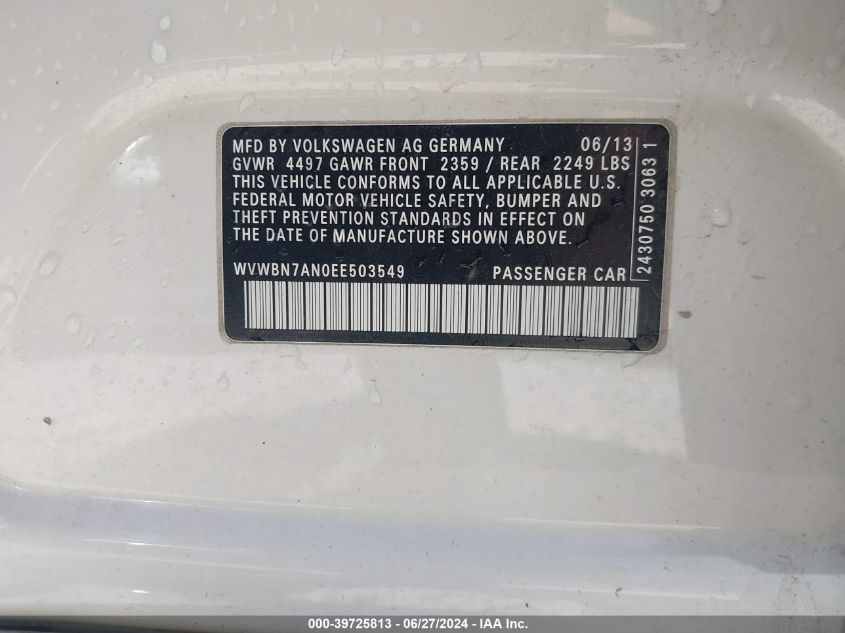 MFD BY VOLKSWAGEN AG GERMANY 06/13
GVWR 4497 GAWR FRONT 2359 / REAR 2249 LBS
THIS VEHICLE CONFORMS TO ALL APPLICABLE U.S.
FEDERAL MOTOR VEHICLE SAFETY, BUMPER AND
THEFT PREVENTION STANDARDS IN EFFECT ON
THE DATE OF MANUFACTURE SHOWN ABOVE.
WVWBN7AN0EE503549 PASSENGER CAR
2430750 3063 1
000-39725813 - 06/27/2024 - IAA Inc.